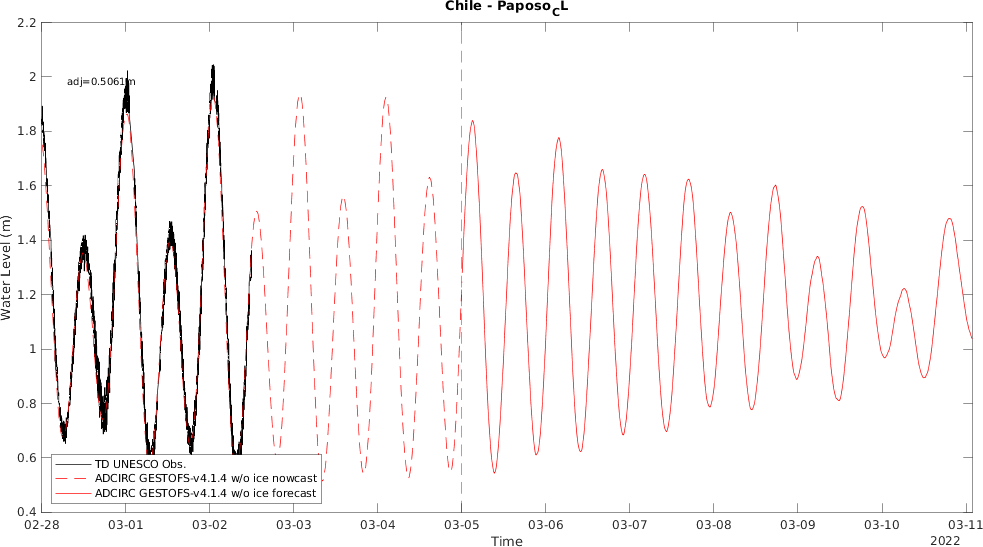 Chile - Paposo_CL
2.2
2
1.8
1.6
1.4
1.2
1
0.8
0.6
0.4
Water Level (m)
adj=0.5061m
TD UNESCO Obs.
ADCIRC GESTOFS-v4.1.4 w/o ice nowcast
ADCIRC GESTOFS-v4.1.4 w/o ice forecast
02-28 03-01 03-02 03-03 03-04 03-05 03-06 03-07 03-08 03-09 03-10 03-11
Time
2022